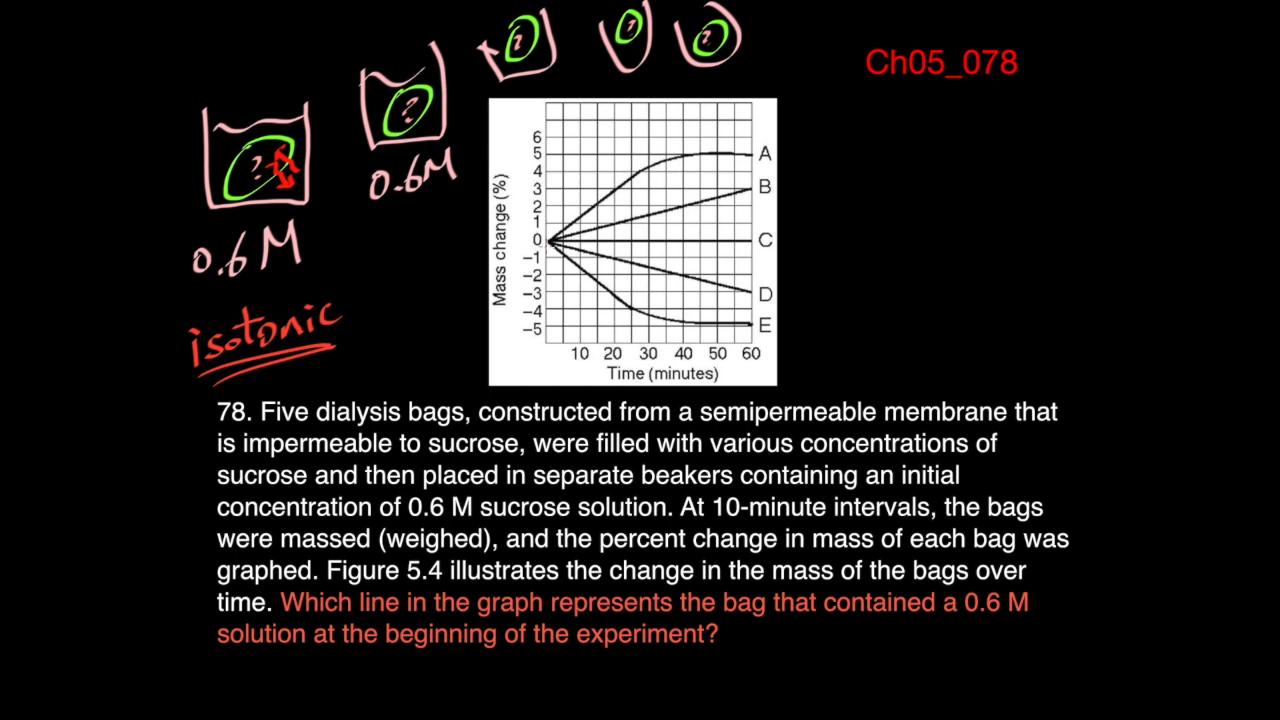 ? ? ?
Ch05_078
?
?
0.6M
0.6M
isotonic
Mass change (%)
6
5
4
3
2
1
0
−1
−2
−3
−4
−5
A
B
C
D
E
10 20 30 40 50 60
Time (minutes)
78. Five dialysis bags, constructed from a semipermeable membrane that
is impermeable to sucrose, were filled with various concentrations of
sucrose and then placed in separate beakers containing an initial
concentration of 0.6 M sucrose solution. At 10-minute intervals, the bags
were massed (weighed), and the percent change in mass of each bag was
graphed. Figure 5.4 illustrates the change in the mass of the bags over
time. Which line in the graph represents the bag that contained a 0.6 M
solution at the beginning of the experiment?